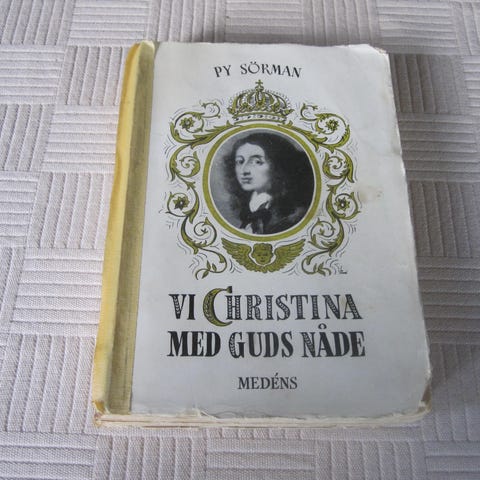 PY SÖRMAN
VI CHRISTINA
MED GUDS NÅDE
MEDÉNS